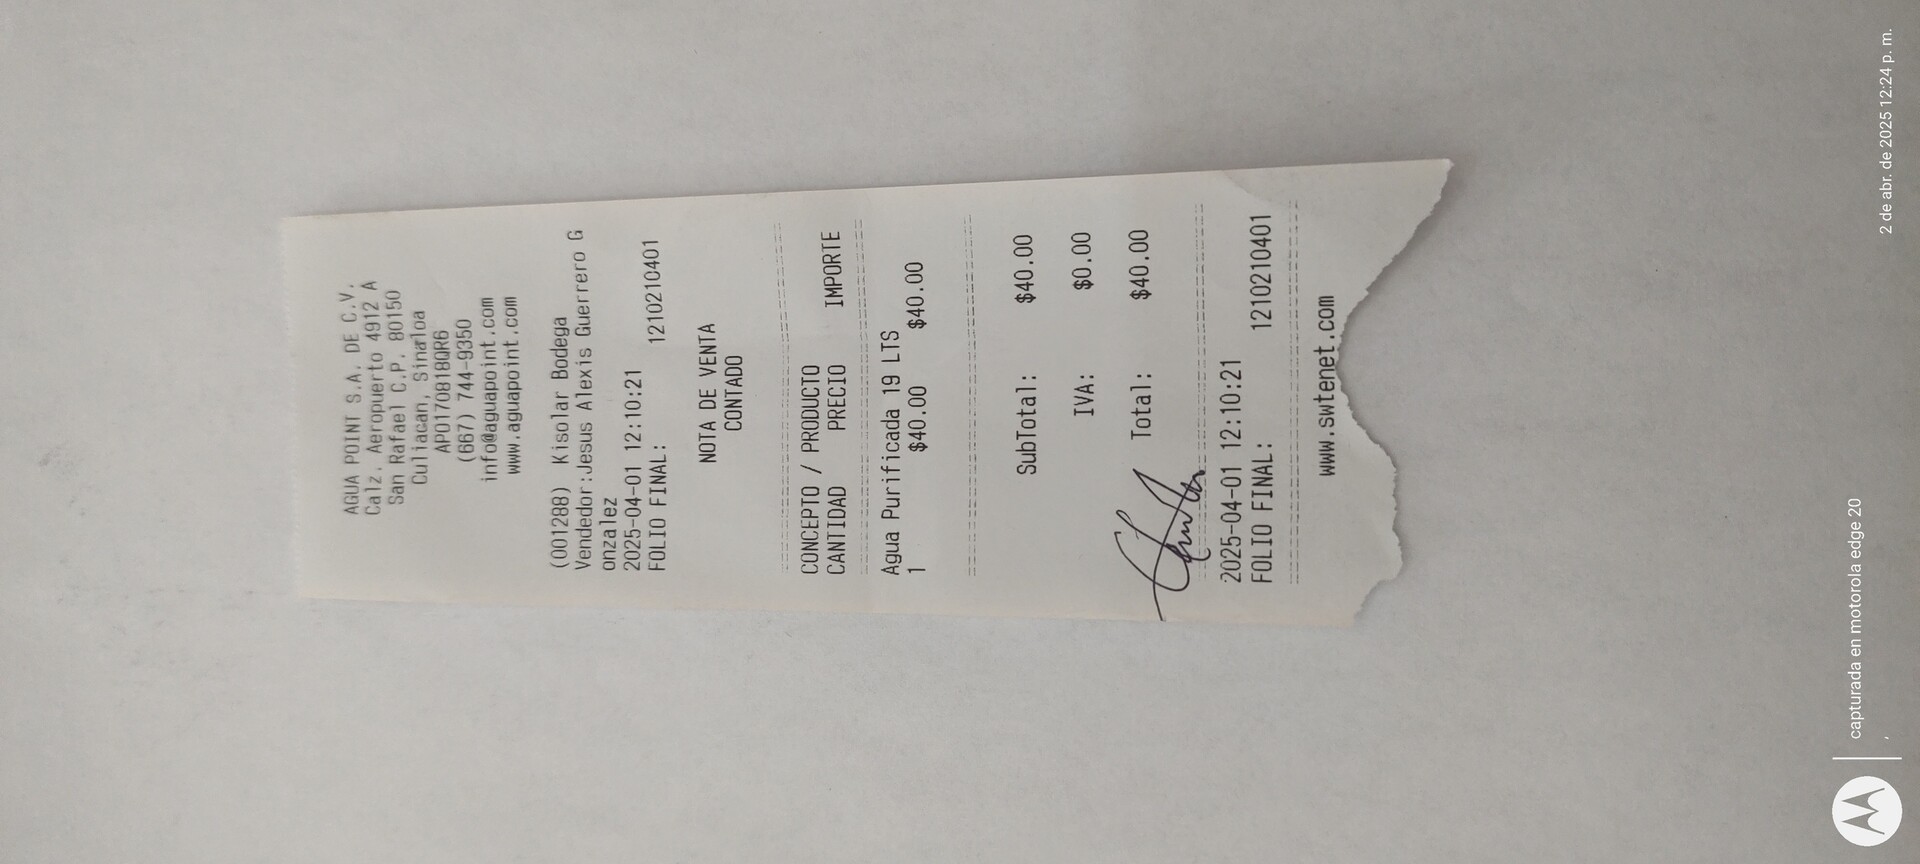 AGUA POINT S.A. DE C.V.
Calz. Aeropuerto 4912 A
San Rafael C.P. 80150
Culiacan, Sinaloa
APO170818QR6
(667) 744-9350
info@aguapoint.com
www.aguapoint.com
(001288) Kisolar Bodega
Vendedor:Jesus Alexis Guerrero G
onzalez
2025-04-01 12:10:21
FOLIO FINAL: 1210210401
NOTA DE VENTA
CONTADO
CONCEPTO / PRODUCTO
CANTIDAD PRECIO IMPORTE
Agua Purificada 19 LTS
1 $40.00 $40.00
SubTotal: $40.00
IVA: $0.00
Total: $40.00
2025-04-01 12:10:21
FOLIO FINAL: 1210210401
www.swtenet.com
capturada en motorola edge 20
, 2 de abr. de 2025 12:24 p. m.